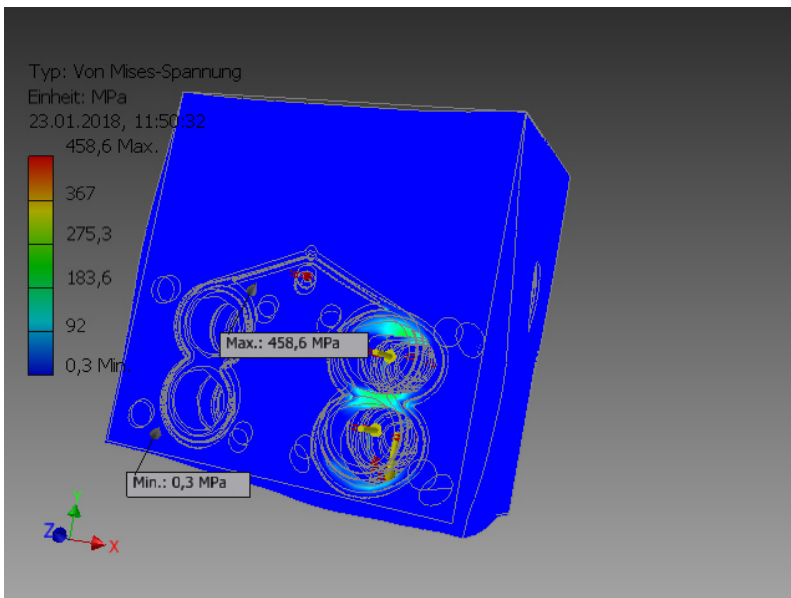 Typ: Von Mises-Spannung
Einheit: MPa
23.01.2018, 11:50:32
458,6 Max.
367
275,3
183,6
92
0,3 Min.
Max.: 458,6 MPa
Min.: 0,3 MPa
Y
Z
X